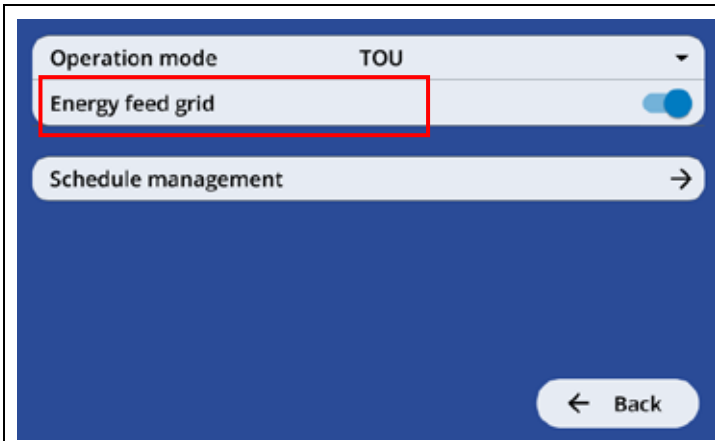 Operation mode TOU
Energy feed grid
Schedule management
Back